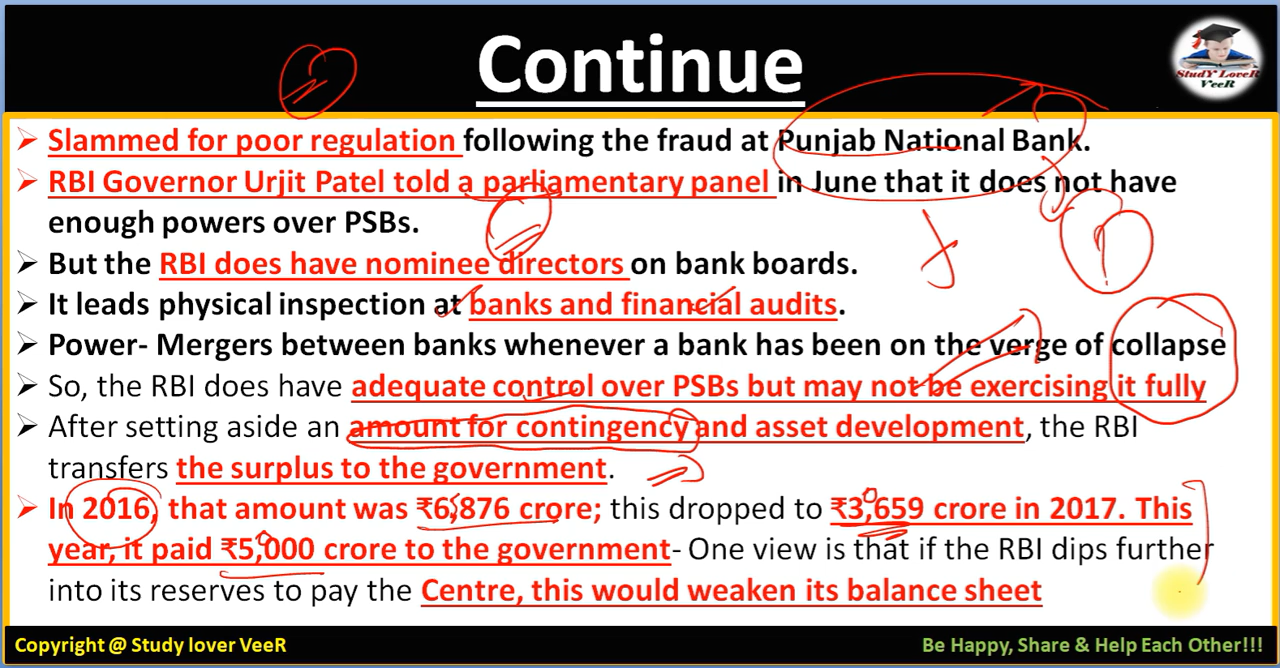 Continue
StudY LoveR
VeeR
➢ Slammed for poor regulation following the fraud at Punjab National Bank.
➢ RBI Governor Urjit Patel told a parliamentary panel in June that it does not have
enough powers over PSBs.
➢ But the RBI does have nominee directors on bank boards.
➢ It leads physical inspection at banks and financial audits.
➢ Power- Mergers between banks whenever a bank has been on the verge of collapse
➢ So, the RBI does have adequate control over PSBs but may not be exercising it fully
➢ After setting aside an amount for contingency and asset development, the RBI
transfers the surplus to the government.
➢ In 2016, that amount was ₹6,876 crore; this dropped to ₹3,659 crore in 2017. This
year, it paid ₹5,000 crore to the government- One view is that if the RBI dips further
into its reserves to pay the Centre, this would weaken its balance sheet
Copyright @ Study lover VeeR
Be Happy, Share & Help Each Other!!!